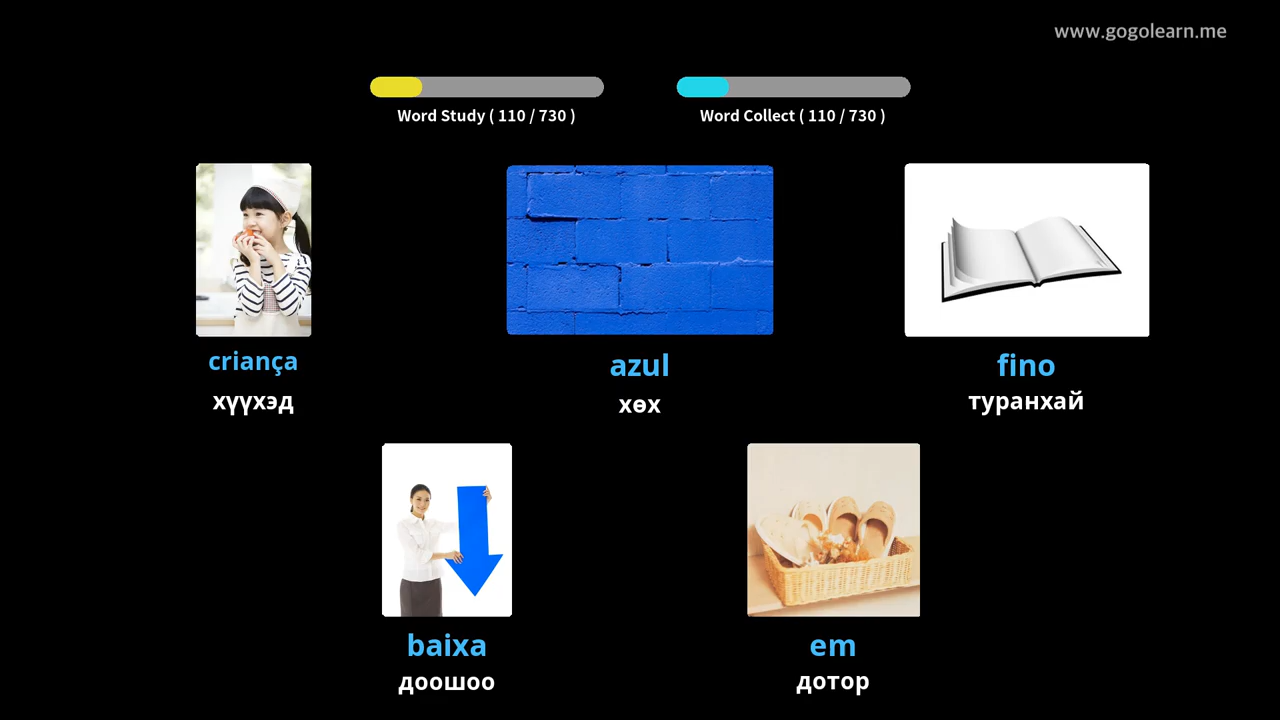 www.gogolearn.me
Word Study ( 110 / 730 )
Word Collect ( 110 / 730 )
criança
хүүхэд
azul
хөх
fino
туранхай
baixa
доошоо
em
дотор